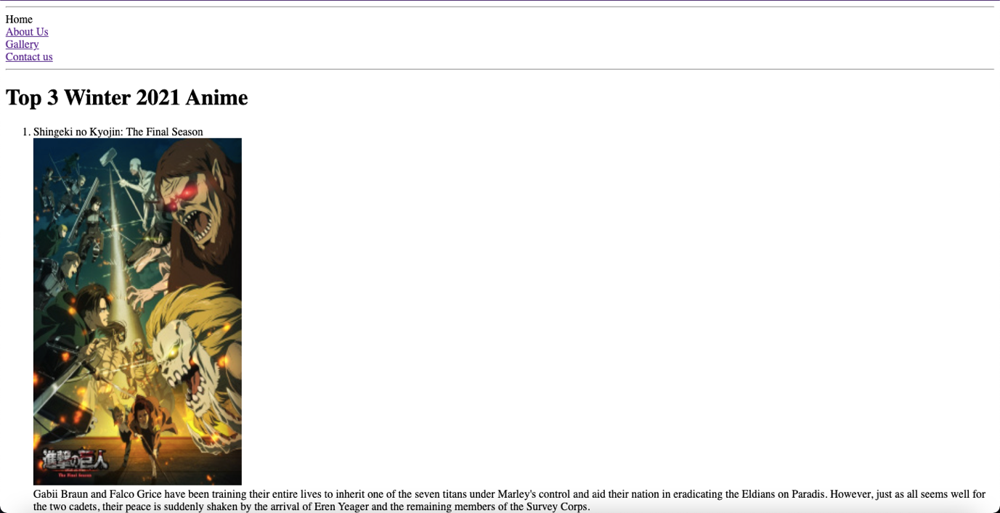 Home
About Us
Gallery
Contact us
Top 3 Winter 2021 Anime
1. Shingeki no Kyojin: The Final Season
進撃の巨人
The Final Season
Gabii Braun and Falco Grice have been training their entire lives to inherit one of the seven titans under Marley's control and aid their nation in eradicating the Eldians on Paradis. However, just as all seems well for
the two cadets, their peace is suddenly shaken by the arrival of Eren Yeager and the remaining members of the Survey Corps.